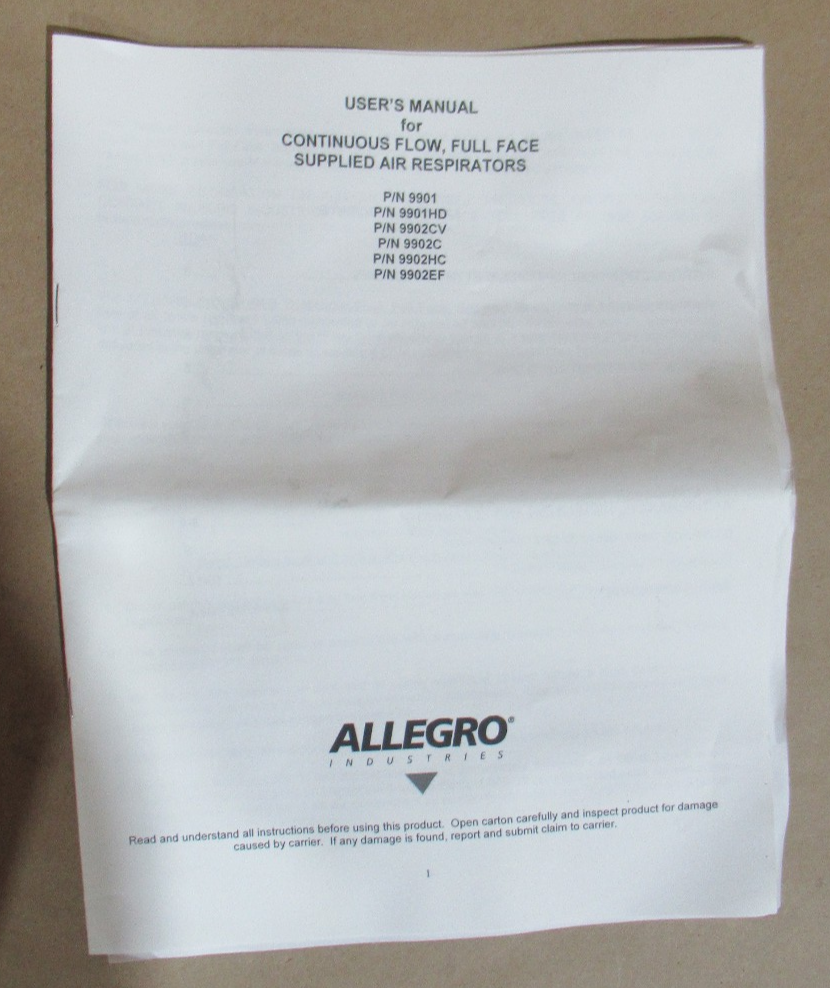 USER'S MANUAL
for
CONTINUOUS FLOW, FULL FACE
SUPPLIED AIR RESPIRATORS
P/N 9901
P/N 9901HD
P/N 9902CV
P/N 9902C
P/N 9902HC
P/N 9902EF
ALLEGRO®
INDUSTRIES
Read and understand all instructions before using this product. Open carton carefully and inspect product for damage
caused by carrier. If any damage is found, report and submit claim to carrier.
1